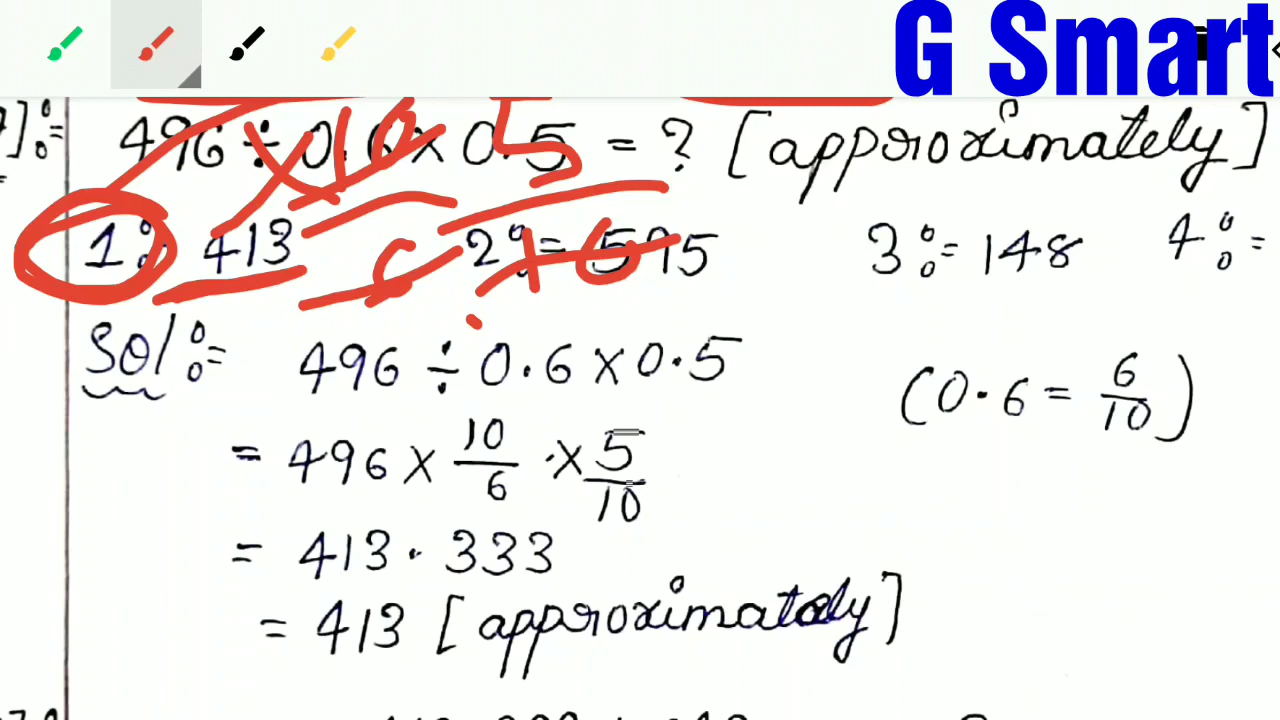 G Smart
496 ÷ 0.6 × 0.5 = ? [approximately]
1:- 413 2:= 595 3:= 148 4:=
Sol:= 496 ÷ 0.6 × 0.5 (0.6 = 6/10)
= 496 × 10/6 × 5/10
= 413.333
= 413 [approximately]